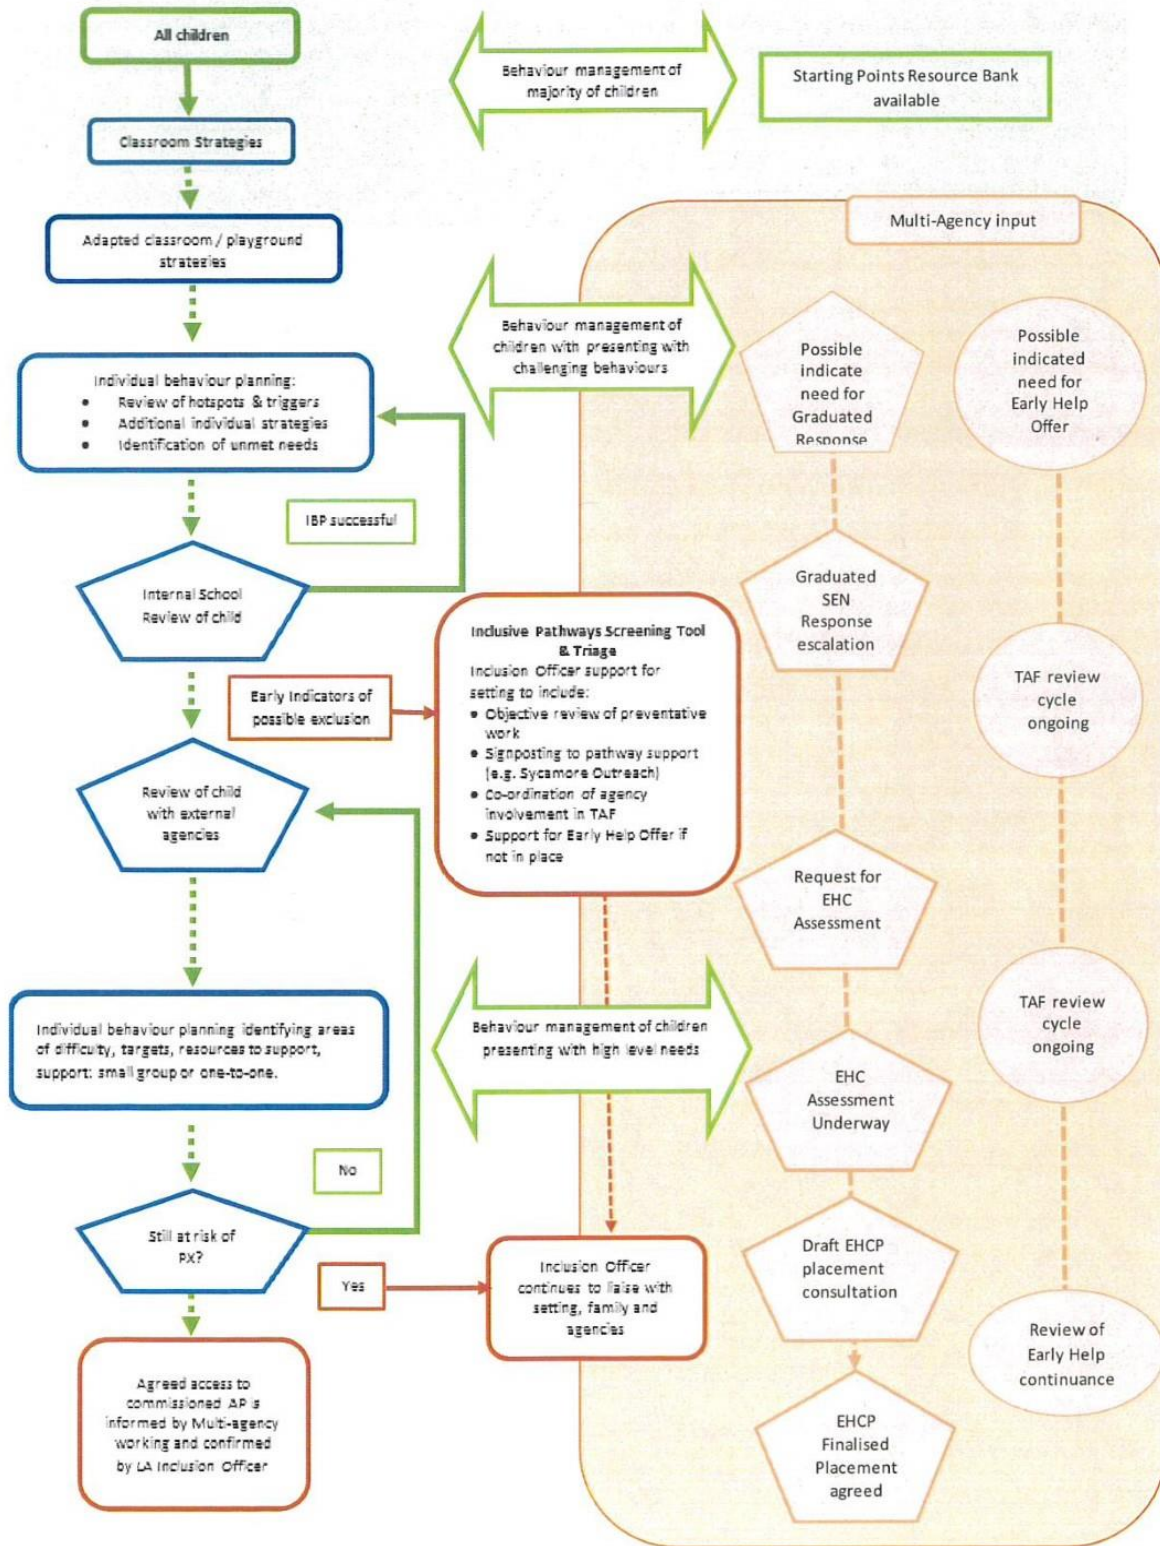 All children
Behaviour management of
majority of children
Starting Points Resource Bank
available
Classroom Strategies
Adapted classroom / playground
strategies
Multi-Agency input
Behaviour management of
children with presenting with
challenging behaviours
Possible
indicate
need for
Graduated
Response
Possible
indicated
need for
Early Help
Offer
Individual behaviour planning:
• Review of hotspots & triggers
• Additional individual strategies
• Identification of unmet needs
IBP successful
Internal School
Review of child
Graduated
SEN
Response
escalation
Inclusive Pathways Screening Tool
& Triage
Inclusion Officer support for
setting to include:
• Objective review of preventative
work
• Signposting to pathway support
(e.g. Sycamore Outreach)
• Co-ordination of agency
involvement in TAF
• Support for Early Help Offer if
not in place
Early Indicators of
possible exclusion
TAF review
cycle
ongoing
Review of child
with external
agencies
Request for
EHC
Assessment
Individual behaviour planning identifying areas
of difficulty, targets, resources to support,
support: small group or one-to-one.
Behaviour management of children
presenting with high level needs
TAF review
cycle
ongoing
EHC
Assessment
Underway
No
Still at risk of
PX?
Yes
Inclusion Officer
continues to liaise with
setting, family and
agencies
Draft EHCP
placement
consultation
Review of
Early Help
continuance
Agreed access to
commissioned AP is
informed by Multi-agency
working and confirmed
by LA Inclusion Officer
EHCP
Finalised
Placement
agreed